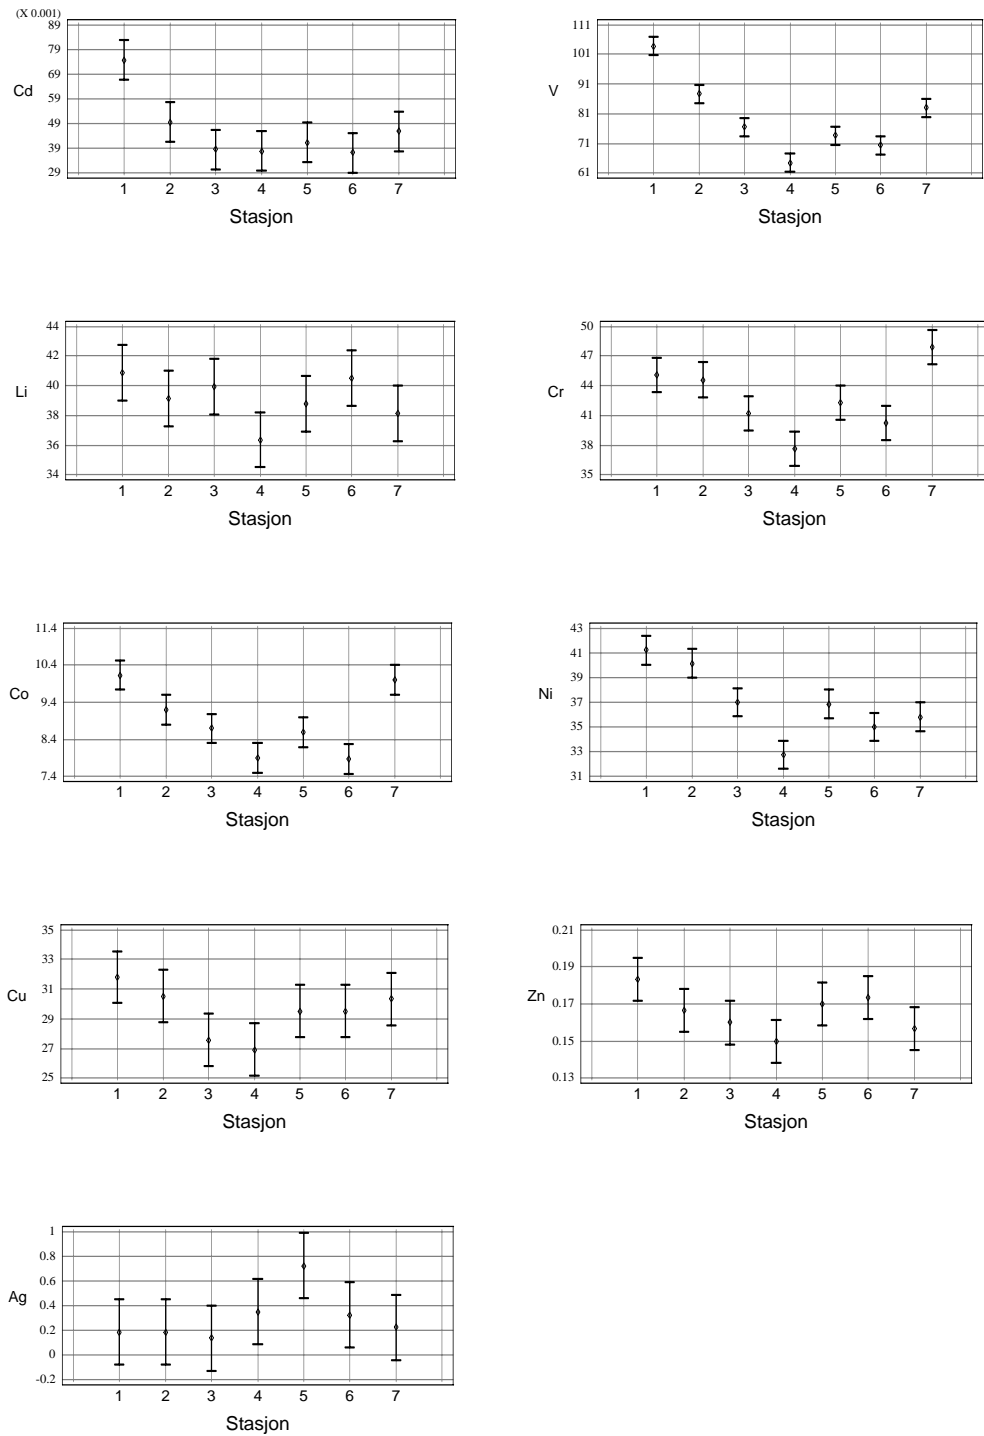 (X 0.001)
89
79
69
59
49
39
29
Cd
1 2 3 4 5 6 7
Stasjon
111
101
91
81
71
61
V
1 2 3 4 5 6 7
Stasjon
44
42
40
38
36
34
Li
1 2 3 4 5 6 7
Stasjon
50
47
44
41
38
35
Cr
1 2 3 4 5 6 7
Stasjon
11.4
10.4
9.4
8.4
7.4
Co
1 2 3 4 5 6 7
Stasjon
43
41
39
37
35
33
31
Ni
1 2 3 4 5 6 7
Stasjon
35
33
31
29
27
25
Cu
1 2 3 4 5 6 7
Stasjon
0.21
0.19
0.17
0.15
0.13
Zn
1 2 3 4 5 6 7
Stasjon
1
0.8
0.6
0.4
0.2
0
-0.2
Ag
1 2 3 4 5 6 7
Stasjon